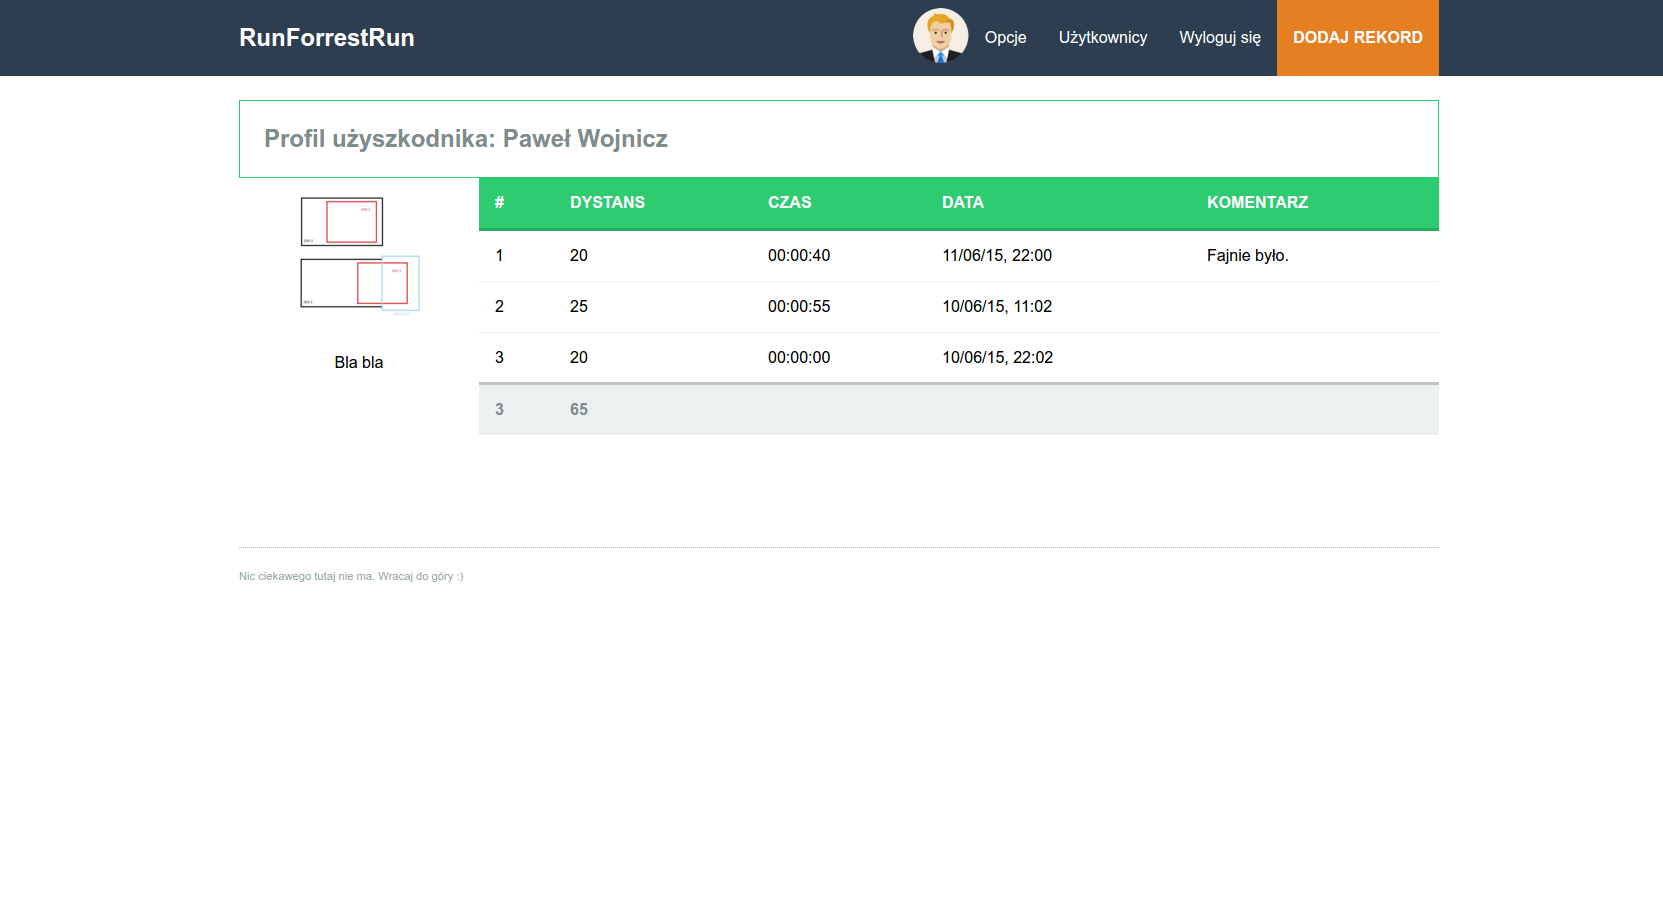 RunForrestRun
Opcje Użytkownicy Wyloguj się DODAJ REKORD
Profil użyszkodnika: Paweł Wojnicz
# DYSTANS CZAS DATA KOMENTARZ
1 20 00:00:40 11/06/15, 22:00 Fajnie było.
2 25 00:00:55 10/06/15, 11:02
3 20 00:00:00 10/06/15, 22:02
3 65
Bla bla
Nic ciekawego tutaj nie ma. Wracaj do góry :)